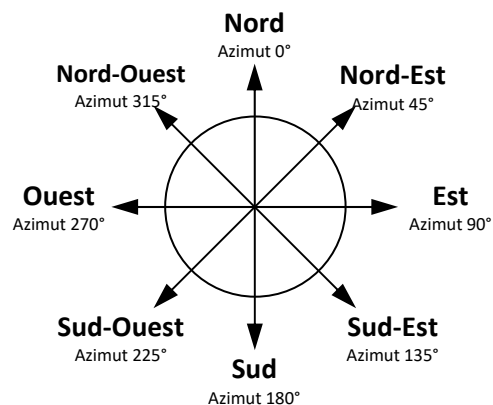 Nord
Azimut 0°
Nord-Ouest
Azimut 315°
Nord-Est
Azimut 45°
Ouest
Azimut 270°
Est
Azimut 90°
Sud-Ouest
Azimut 225°
Sud-Est
Azimut 135°
Sud
Azimut 180°